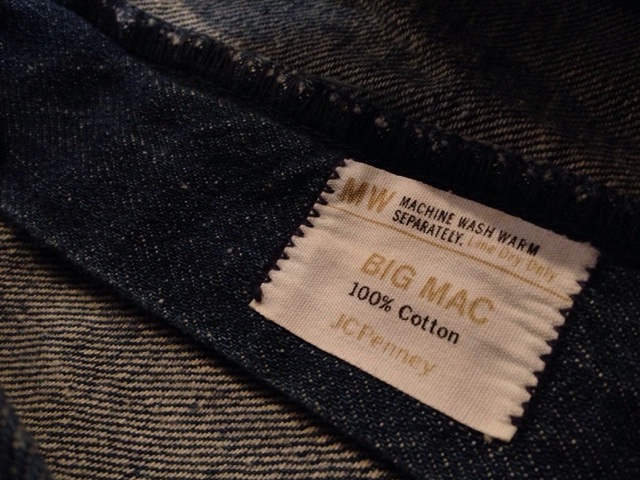 MW MACHINE WASH WARM
SEPARATELY. Line Dry Only
BIG MAC
100% Cotton
JCPenney